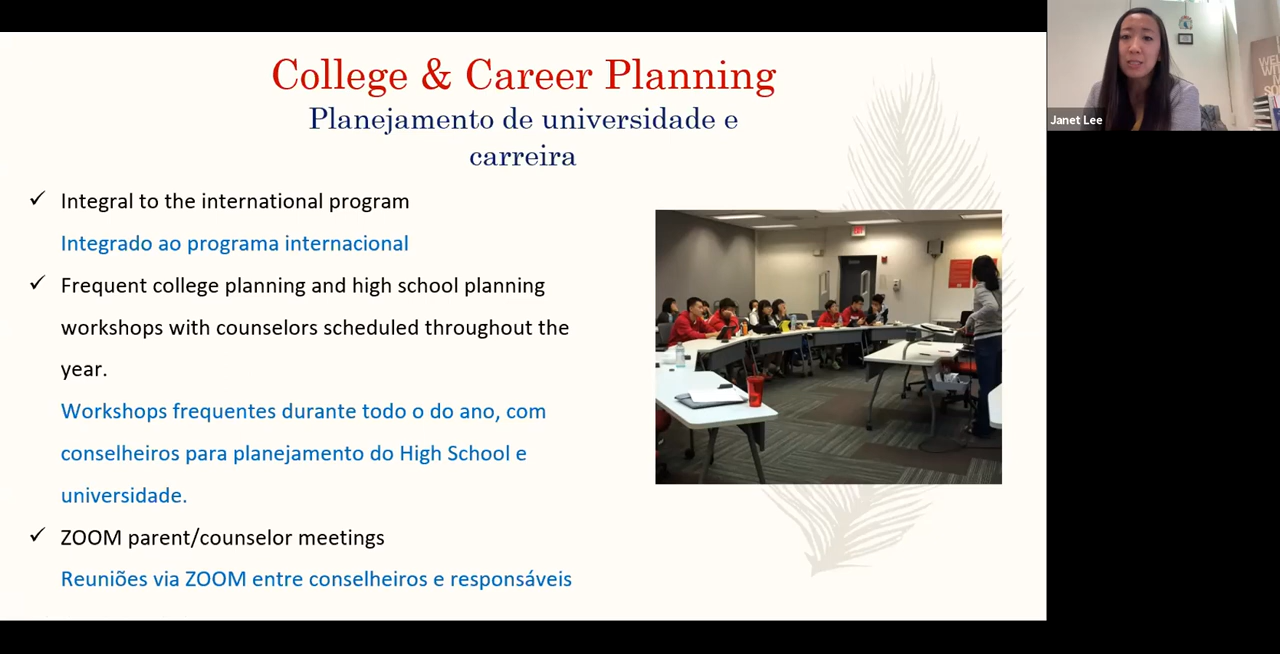 College & Career Planning
Planejamento de universidade e
carreira
✓ Integral to the international program
Integrado ao programa internacional
✓ Frequent college planning and high school planning
workshops with counselors scheduled throughout the
year.
Workshops frequentes durante todo o do ano, com
conselheiros para planejamento do High School e
universidade.
✓ ZOOM parent/counselor meetings
Reuniões via ZOOM entre conselheiros e responsáveis
Janet Lee